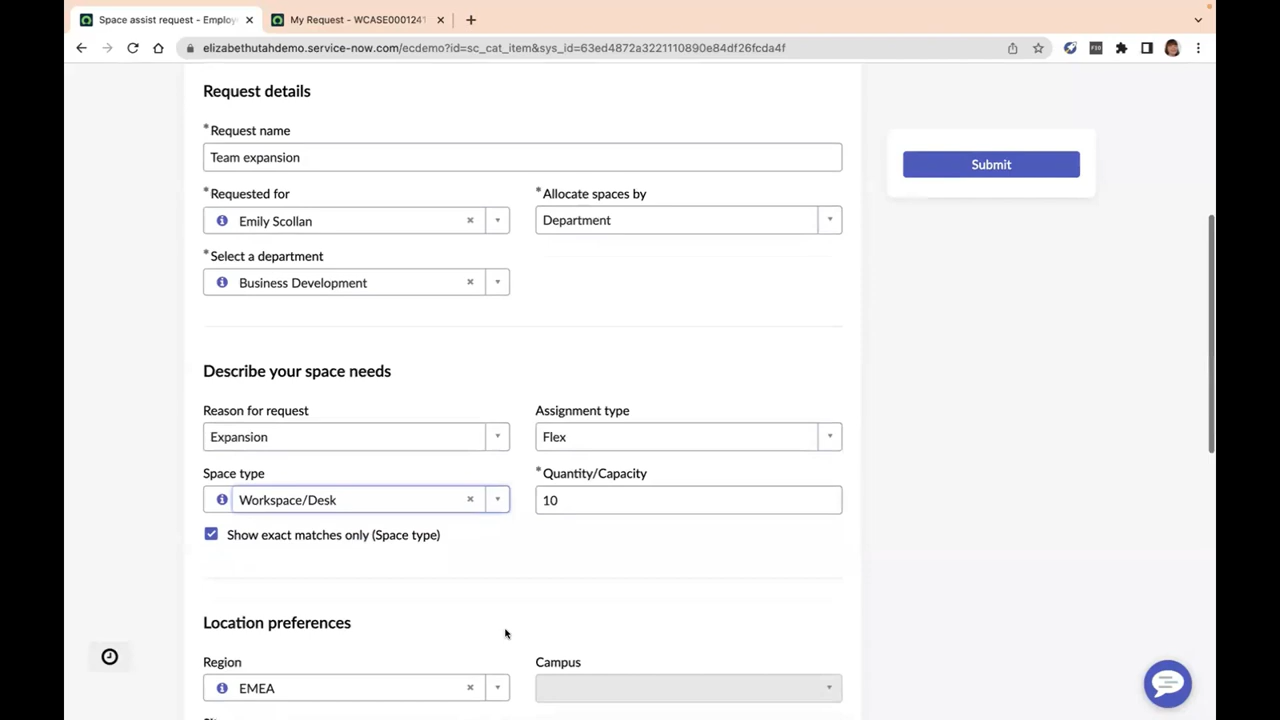 Space assist request - Employ
My Request - WCASE0001241
elizabethutahdemo.service-now.com/ecdemo?id=sc_cat_item&sys_id=63ed4872a3221110890e84df26fcda4f
Request details
* Request name
Team expansion
* Requested for
* Allocate spaces by
Emily Scollan
Department
* Select a department
Business Development
Submit
Describe your space needs
Reason for request
Assignment type
Expansion
Flex
Space type
* Quantity/Capacity
Workspace/Desk
10
Show exact matches only (Space type)
Location preferences
Region
Campus
EMEA